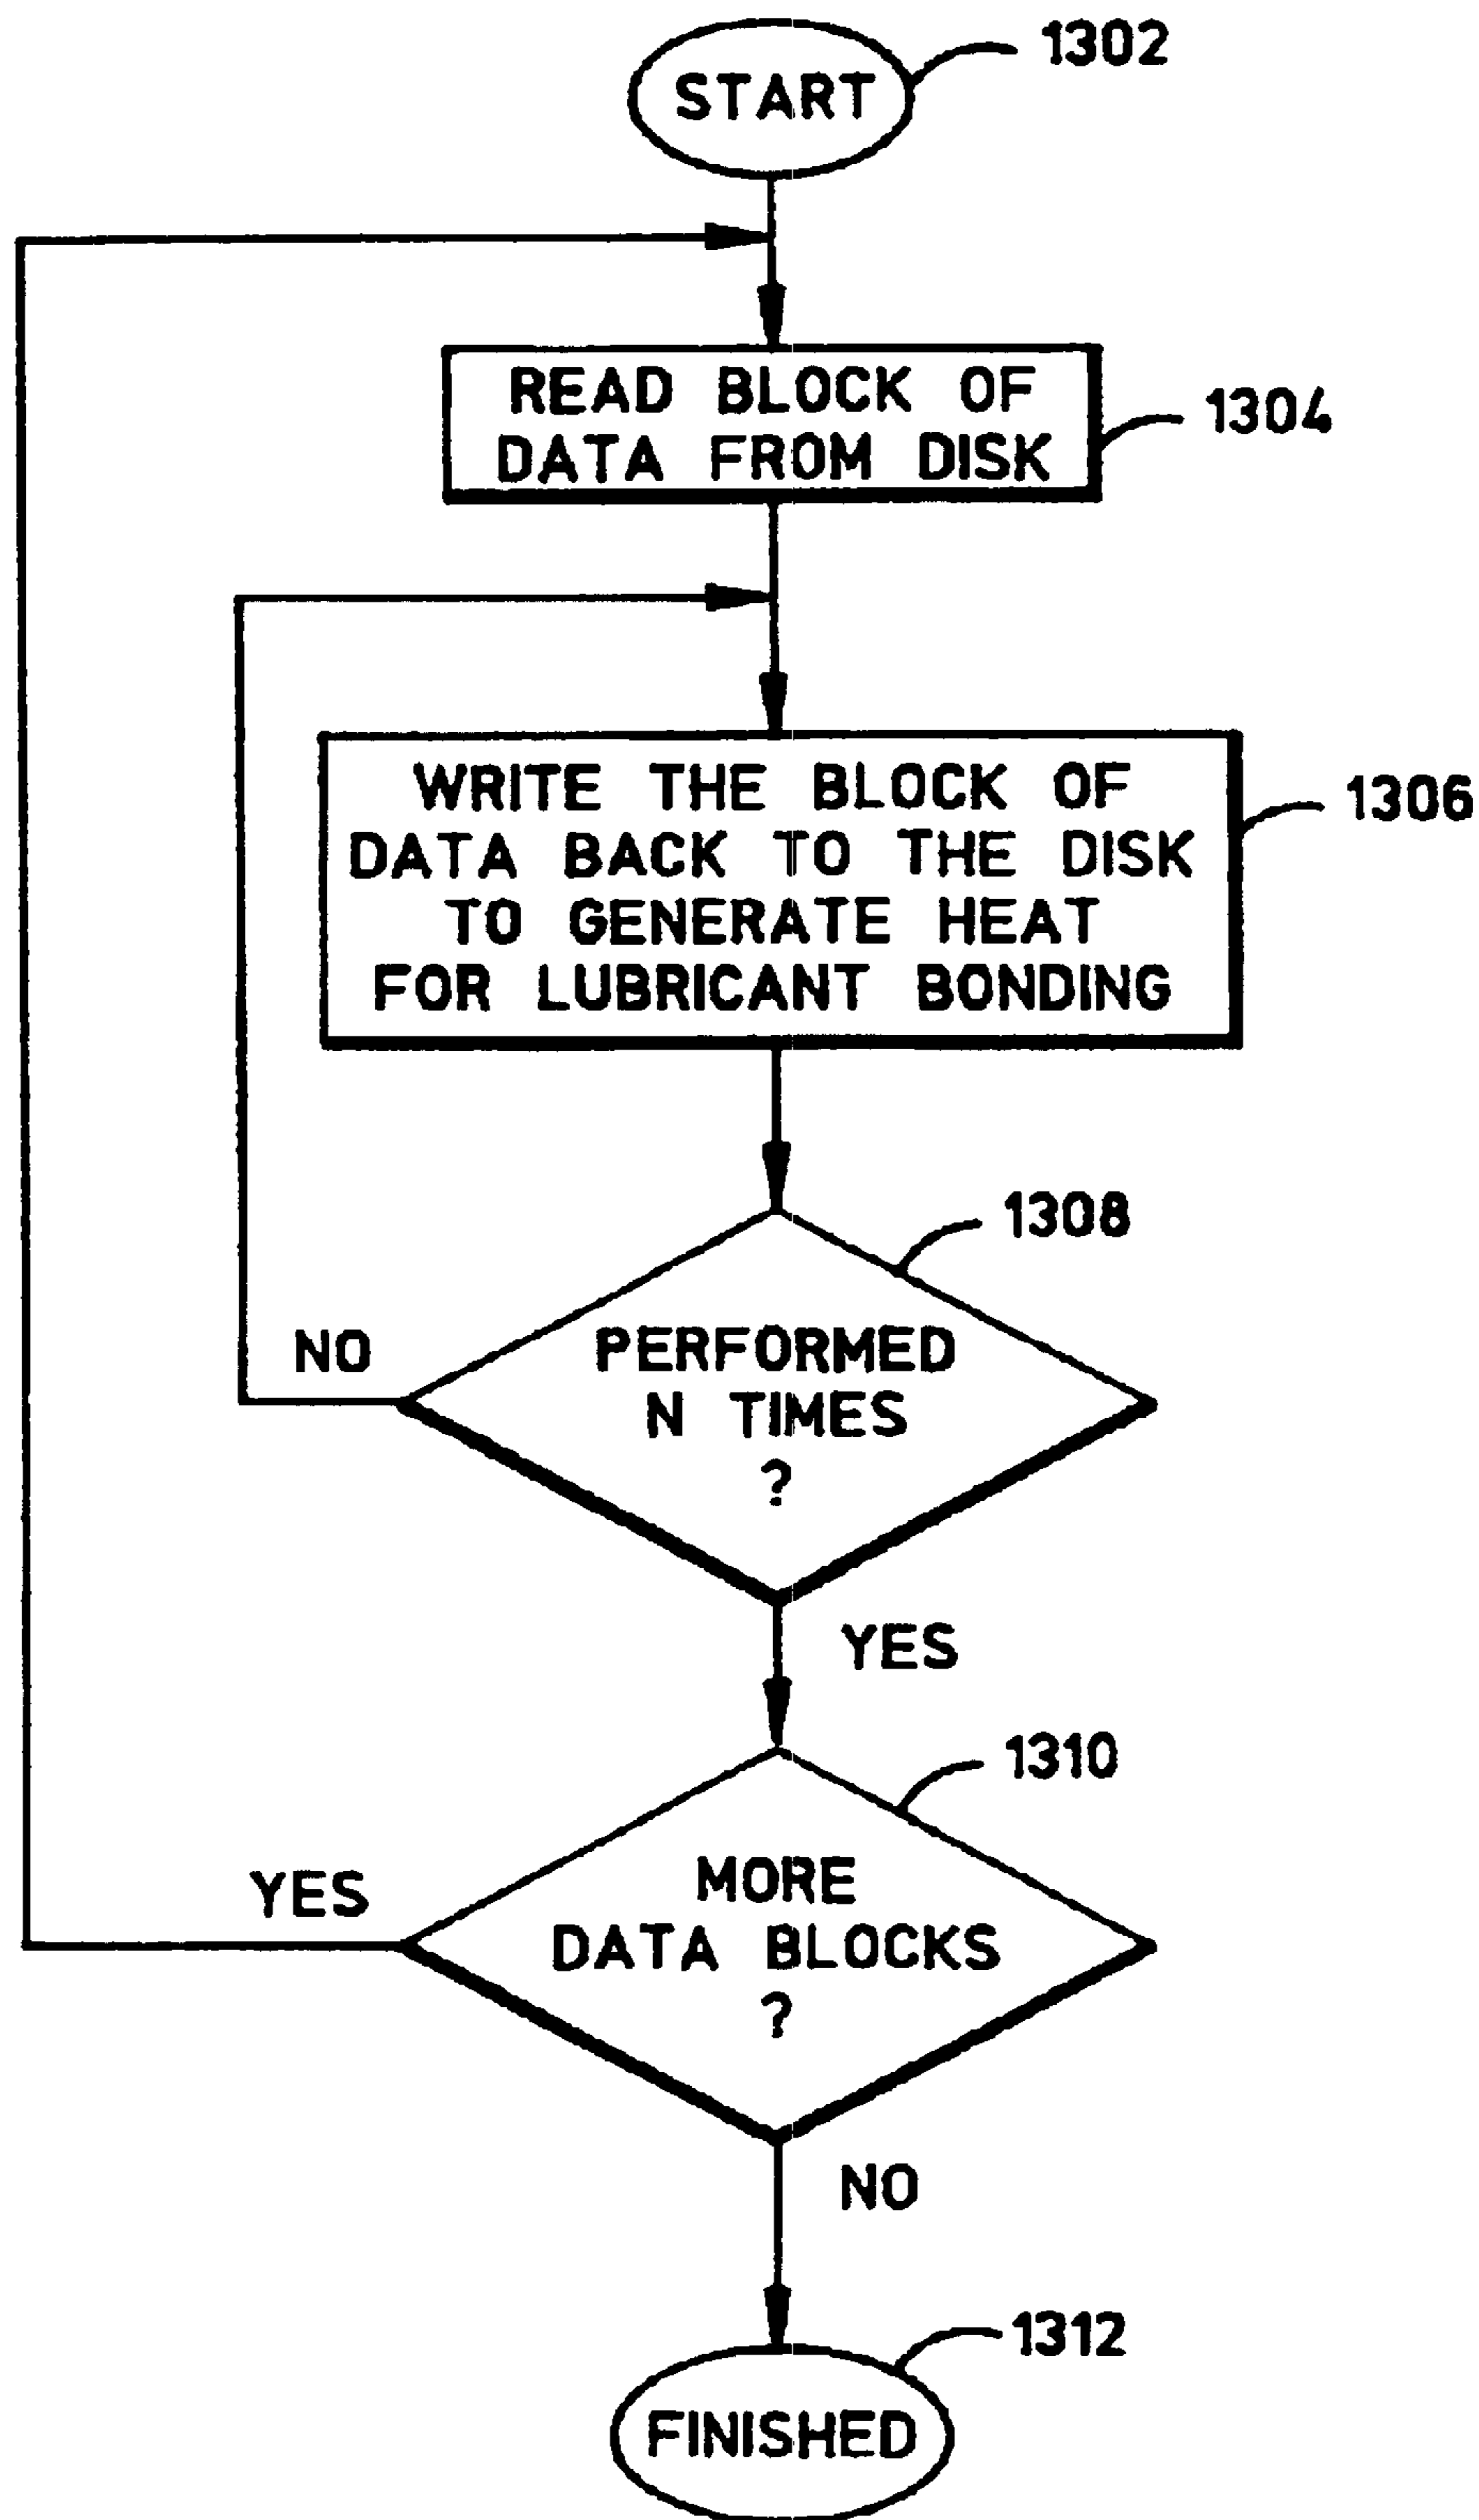 START
1302
READ BLOCK OF
DATA FROM DISK
1304
WRITE THE BLOCK OF
DATA BACK TO THE DISK
TO GENERATE HEAT
FOR LUBRICANT BONDING
1306
1308
NO
PERFORMED
N TIMES
?
YES
1310
YES
MORE
DATA BLOCKS
?
NO
1312
FINISHED